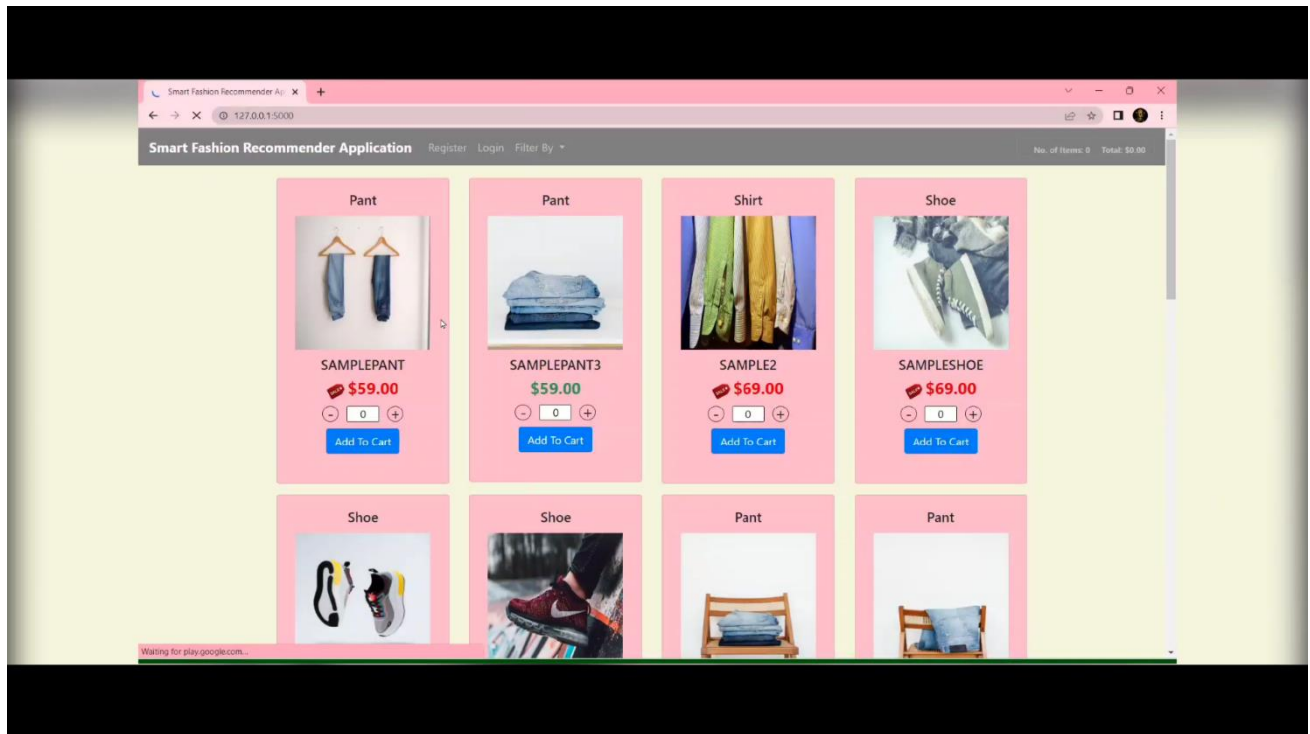 Smart Fashion Recommender Ap
127.0.0.1:5000
Smart Fashion Recommender Application Register Login Filter By No. of Items: 0 Total: $0.00
Pant Pant Shirt Shoe
SAMPLEPANT SAMPLEPANT3 SAMPLE2 SAMPLESHOE
$59.00 $59.00 $69.00 $69.00
- 0 + - 0 + - 0 + - 0 +
Add To Cart Add To Cart Add To Cart Add To Cart
Shoe Shoe Pant Pant
Waiting for play.google.com...